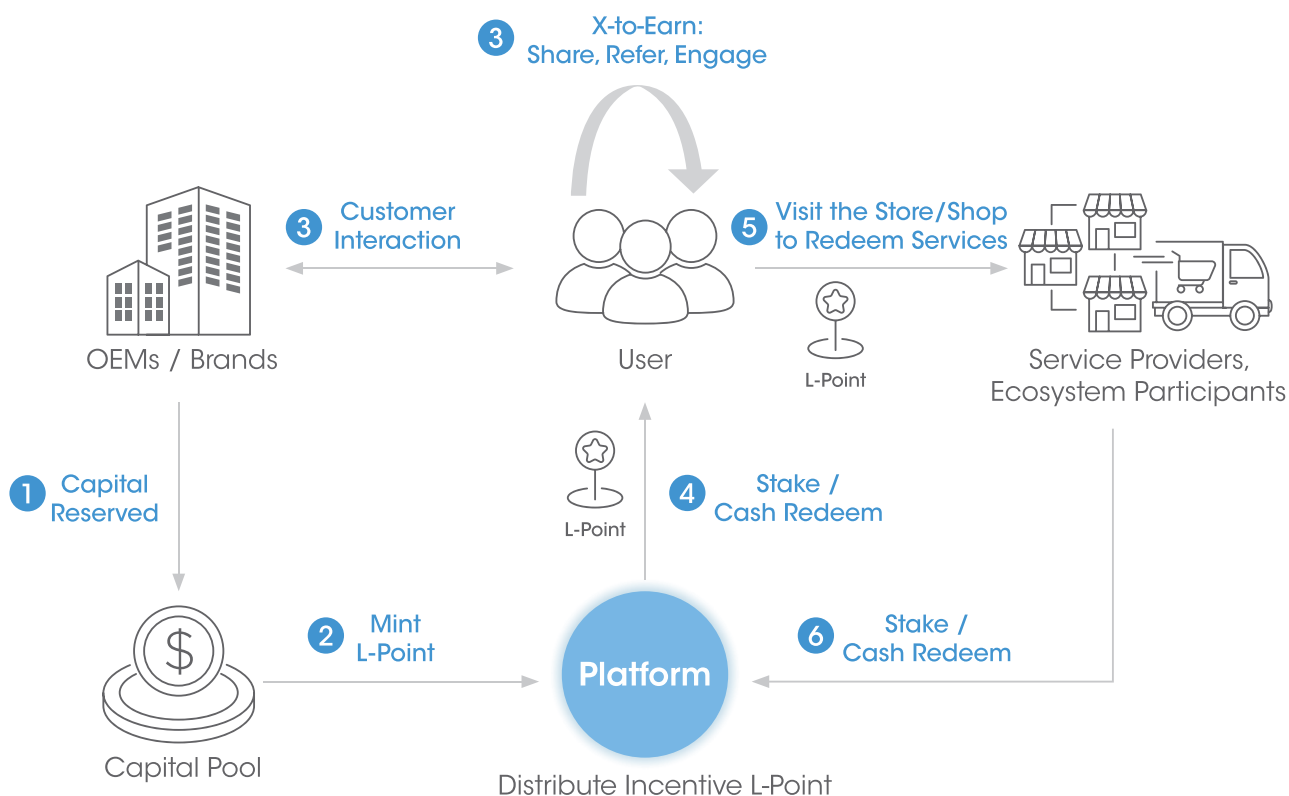 3
X-to-Earn:
Share, Refer, Engage
3
Customer
Interaction
5
Visit the Store/Shop
to Redeem Services
OEMs / Brands
User
L-Point
Service Providers,
Ecosystem Participants
1
Capital
Reserved
L-Point
4
Stake /
Cash Redeem
$
2
Mint
L-Point
Platform
6
Stake /
Cash Redeem
Capital Pool
Distribute Incentive L-Point